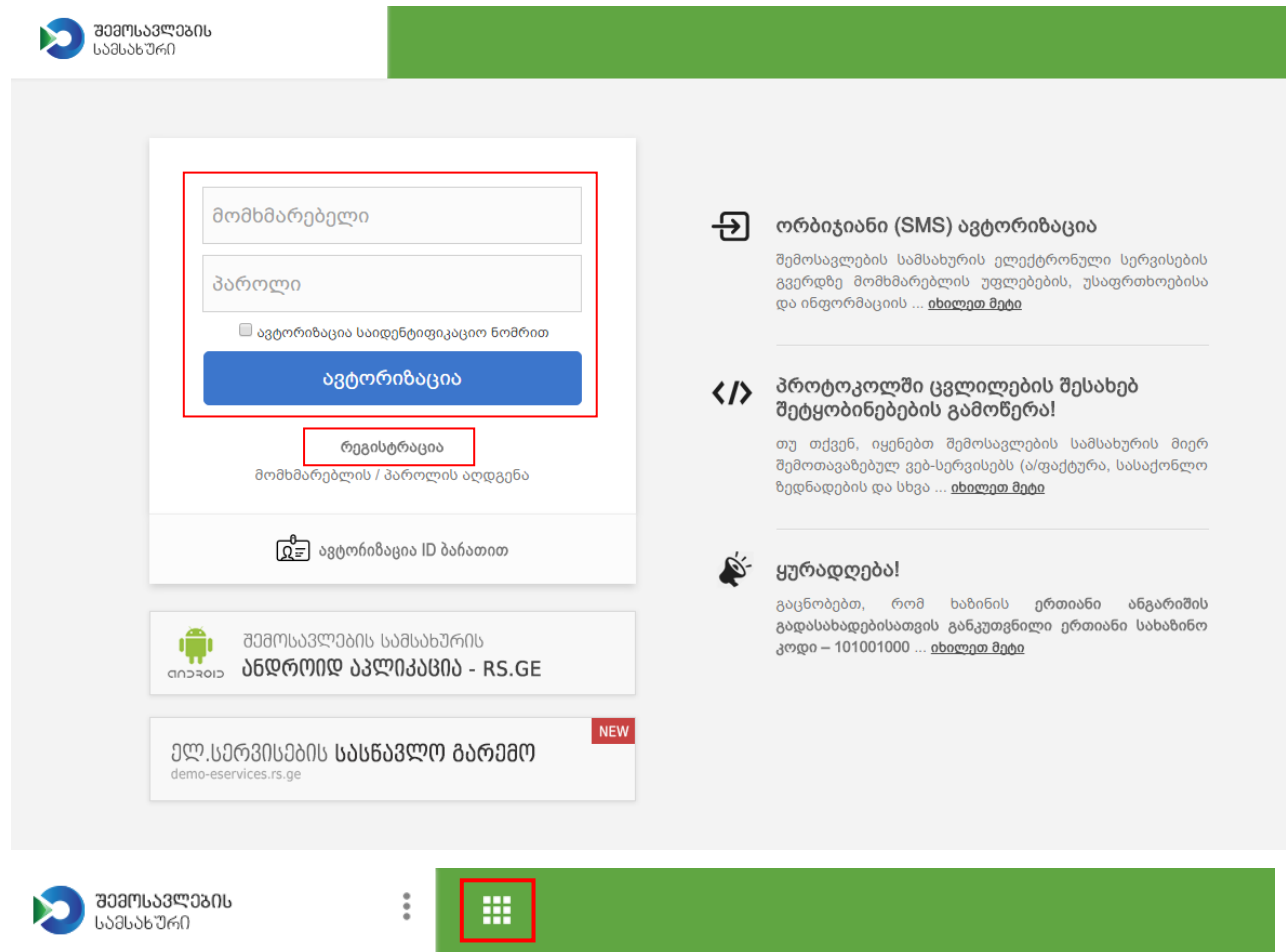 შემოსავლების
სამსახური
მომხმარებელი
პაროლი
ავტორიზაცია საიდენტიფიკაციო ნომრით
ავტორიზაცია
რეგისტრაცია
მომხმარებლის / პაროლის აღდგენა
ავტორიზაცია ID ბარათით
შემოსავლების სამსახურის
ANDROID
ანდროიდ აპლიკაცია - RS.GE
NEW
ელ.სერვისების სასწავლო გარემო
demo-eservices.rs.ge
ორბიჯიანი (SMS) ავტორიზაცია
შემოსავლების სამსახურის ელექტრონული სერვისების
გვერდზე მომხმარებლის უფლებების, უსაფრთხოებისა
და ინფორმაციის ... იხილეთ მეტი
პროტოკოლში ცვლილების შესახებ
შეტყობინებების გამოწერა!
თუ თქვენ, იყენებთ შემოსავლების სამსახურის მიერ
შემოთავაზებულ ვებ-სერვისებს (ა/ფაქტურა, სასაქონლო
ზედნადების და სხვა ... იხილეთ მეტი
ყურადღება!
გაცნობებთ, რომ ხაზინის ერთიანი ანგარიშის
გადასახადებისათვის განკუთვნილი ერთიანი სახაზინო
კოდი – 101001000 ... იხილეთ მეტი
შემოსავლების
სამსახური